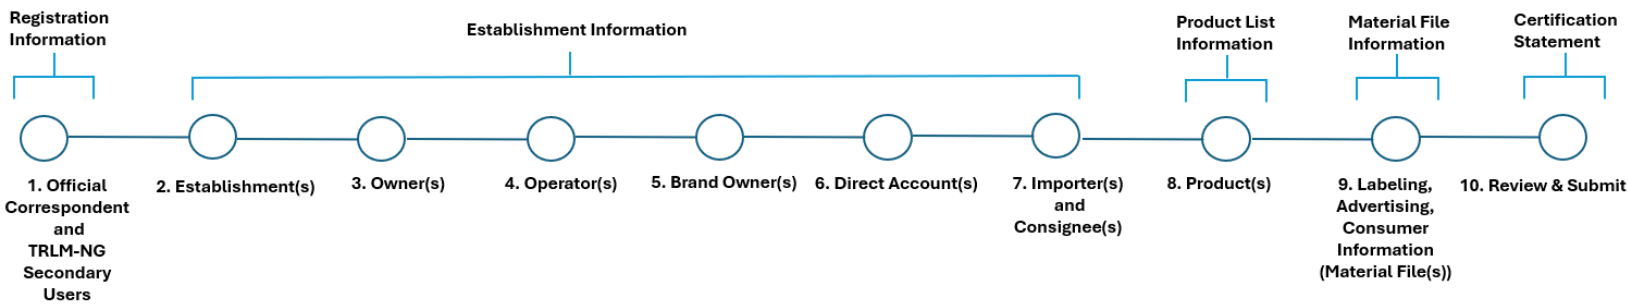 Registration
Information
Establishment Information
Product List
Information
Material File
Information
Certification
Statement
1. Official
Correspondent
and
TRLM-NG
Secondary
Users
2. Establishment(s)
3. Owner(s)
4. Operator(s)
5. Brand Owner(s)
6. Direct Account(s)
7. Importer(s)
and
Consignee(s)
8. Product(s)
9. Labeling,
Advertising,
Consumer
Information
(Material File(s))
10. Review & Submit